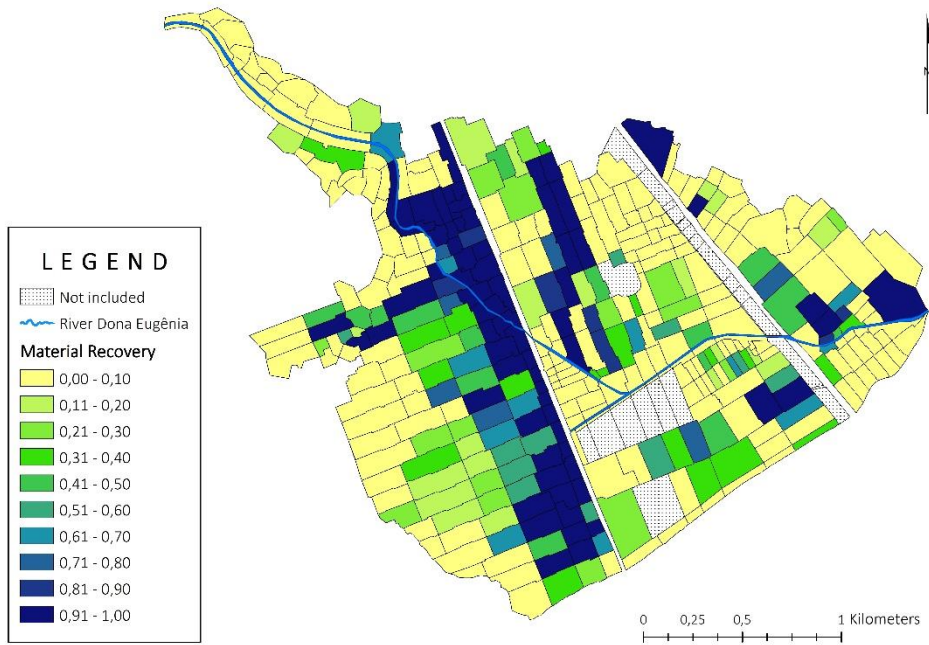 N
LEGEND
Not included
River Dona Eugênia
Material Recovery
0,00 - 0,10
0,11 - 0,20
0,21 - 0,30
0,31 - 0,40
0,41 - 0,50
0,51 - 0,60
0,61 - 0,70
0,71 - 0,80
0,81 - 0,90
0,91 - 1,00
0 0,25 0,5 1 Kilometers